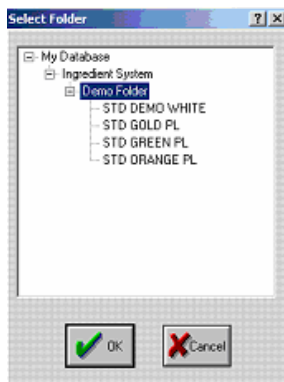 Select Folder
My Database
Ingredient System
Demo Folder
STD DEMO WHITE
STD GOLD PL
STD GREEN PL
STD ORANGE PL
OK
Cancel